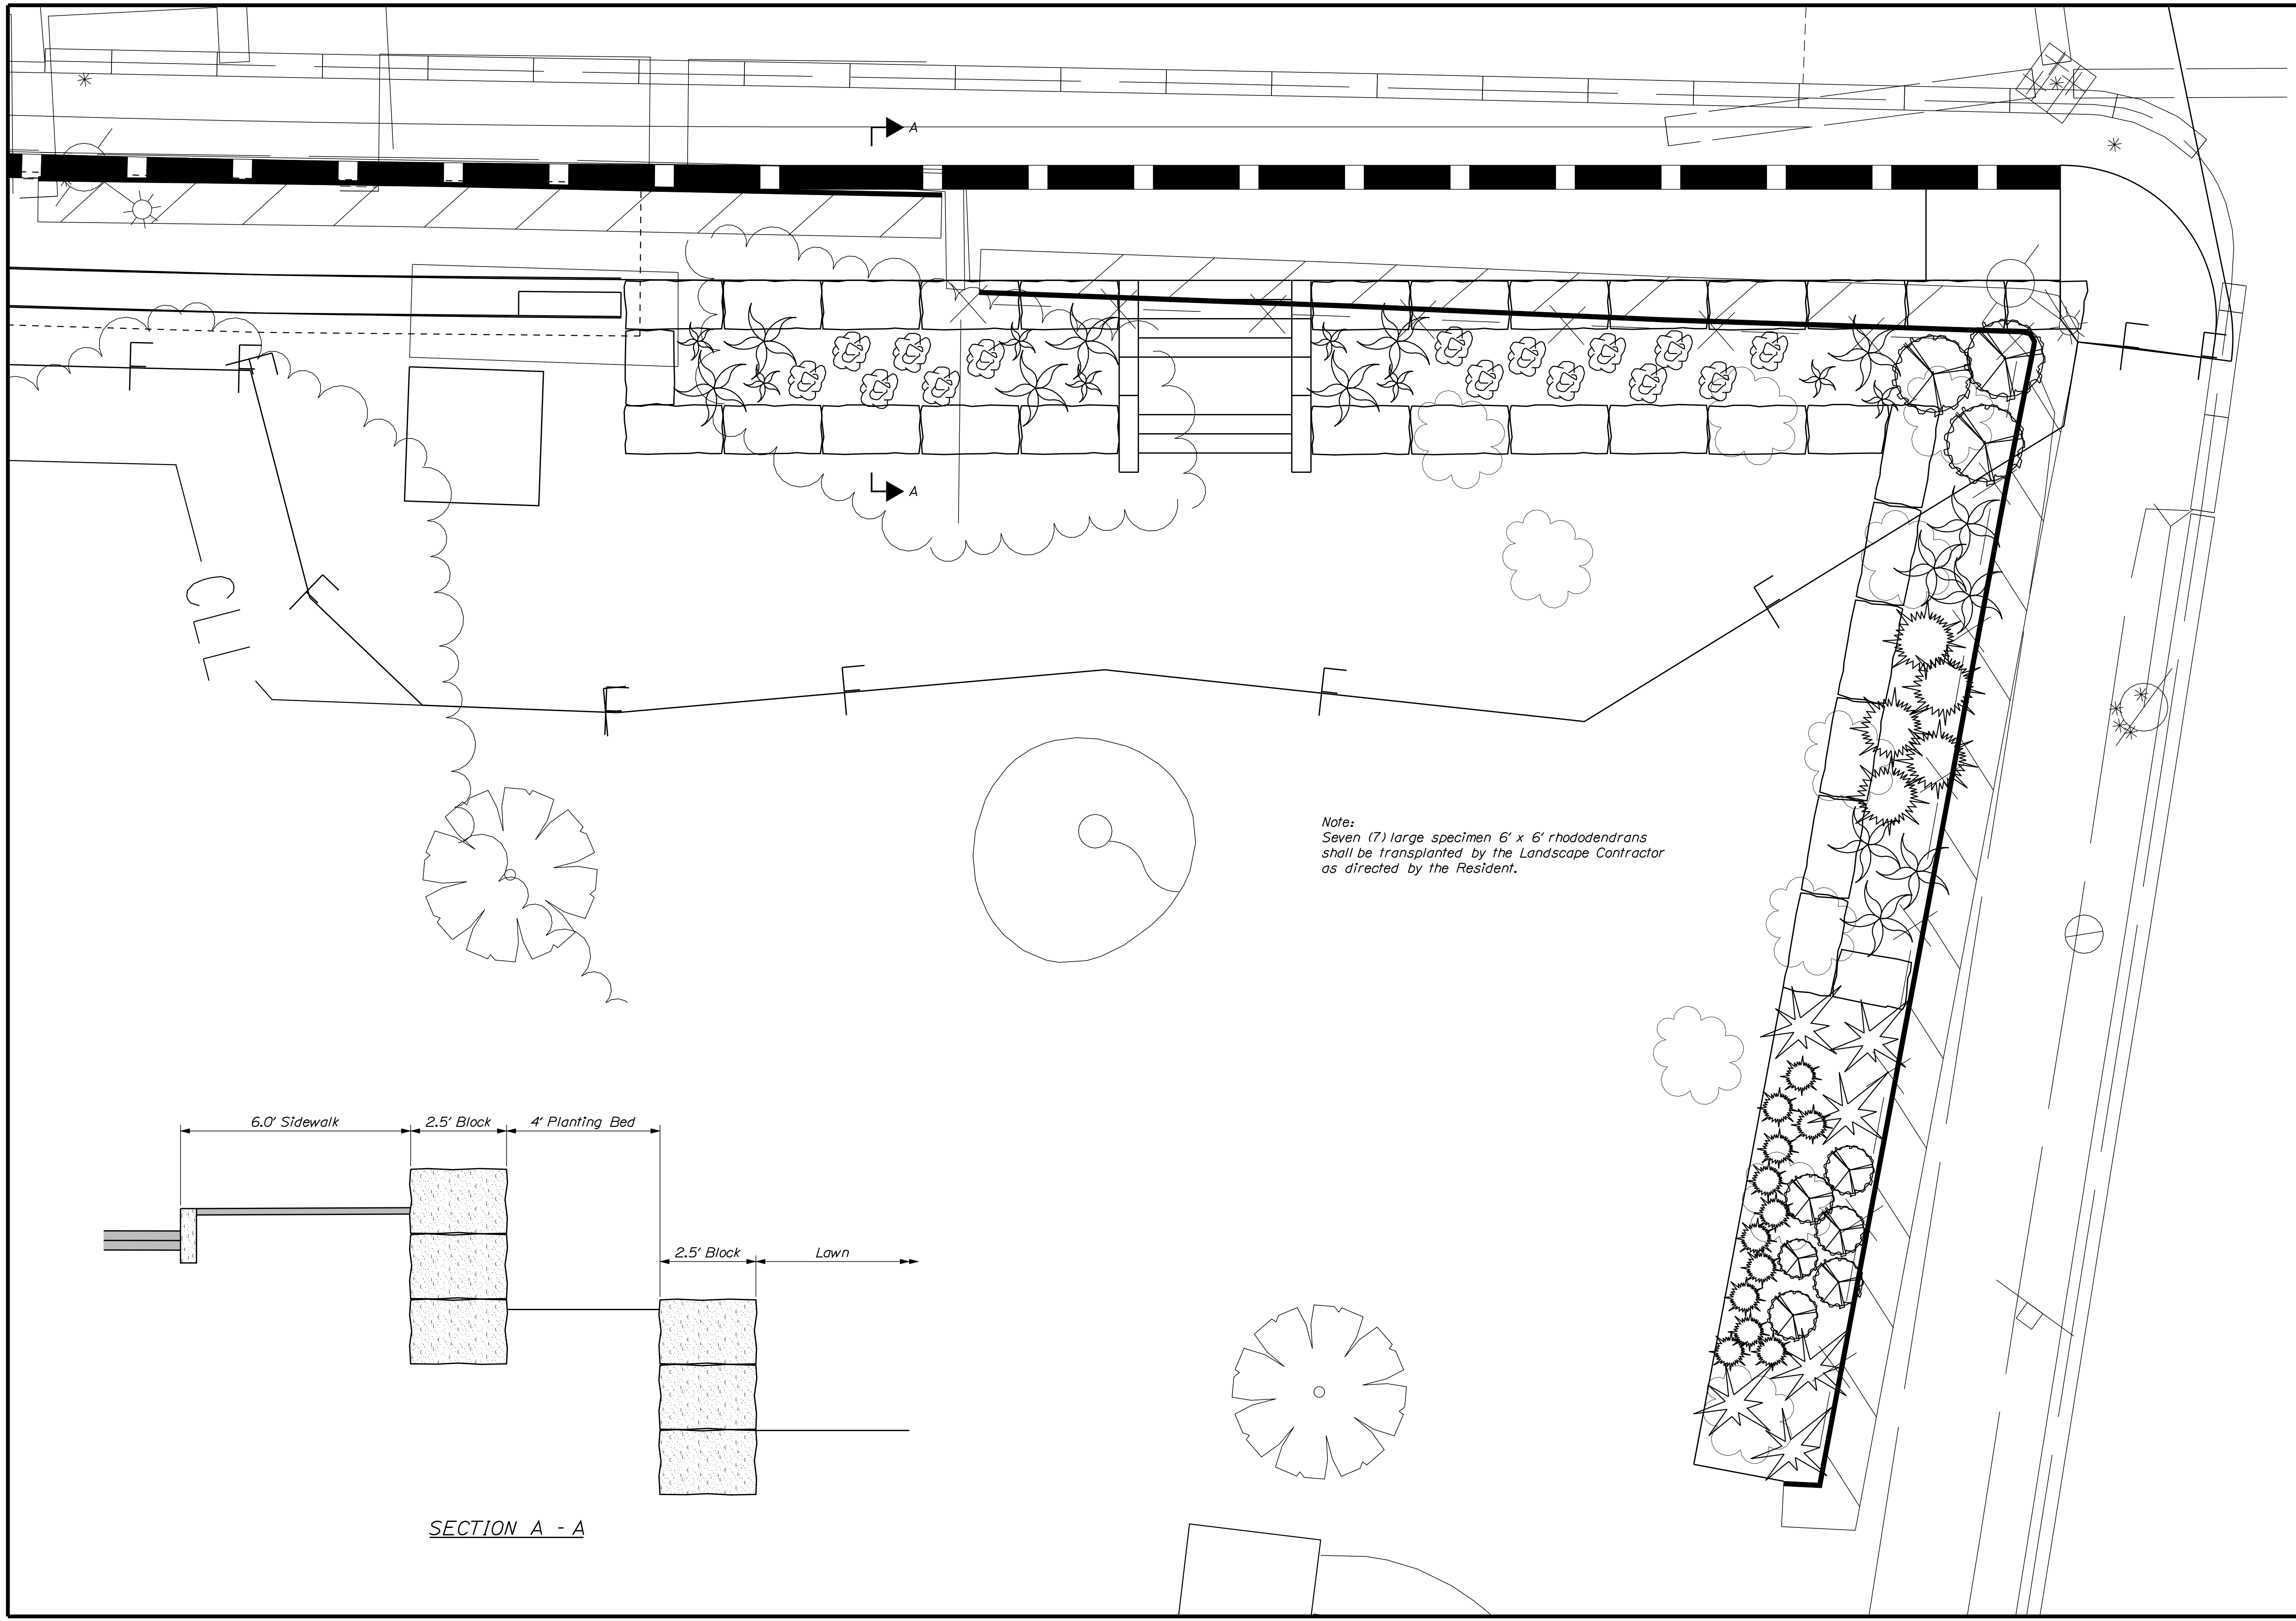 A
A
CLL
Note:
Seven (7) large specimen 6' x 6' rhododendrans
shall be transplanted by the Landscape Contractor
as directed by the Resident.
6.0' Sidewalk
2.5' Block
4' Planting Bed
2.5' Block
Lawn
SECTION A - A